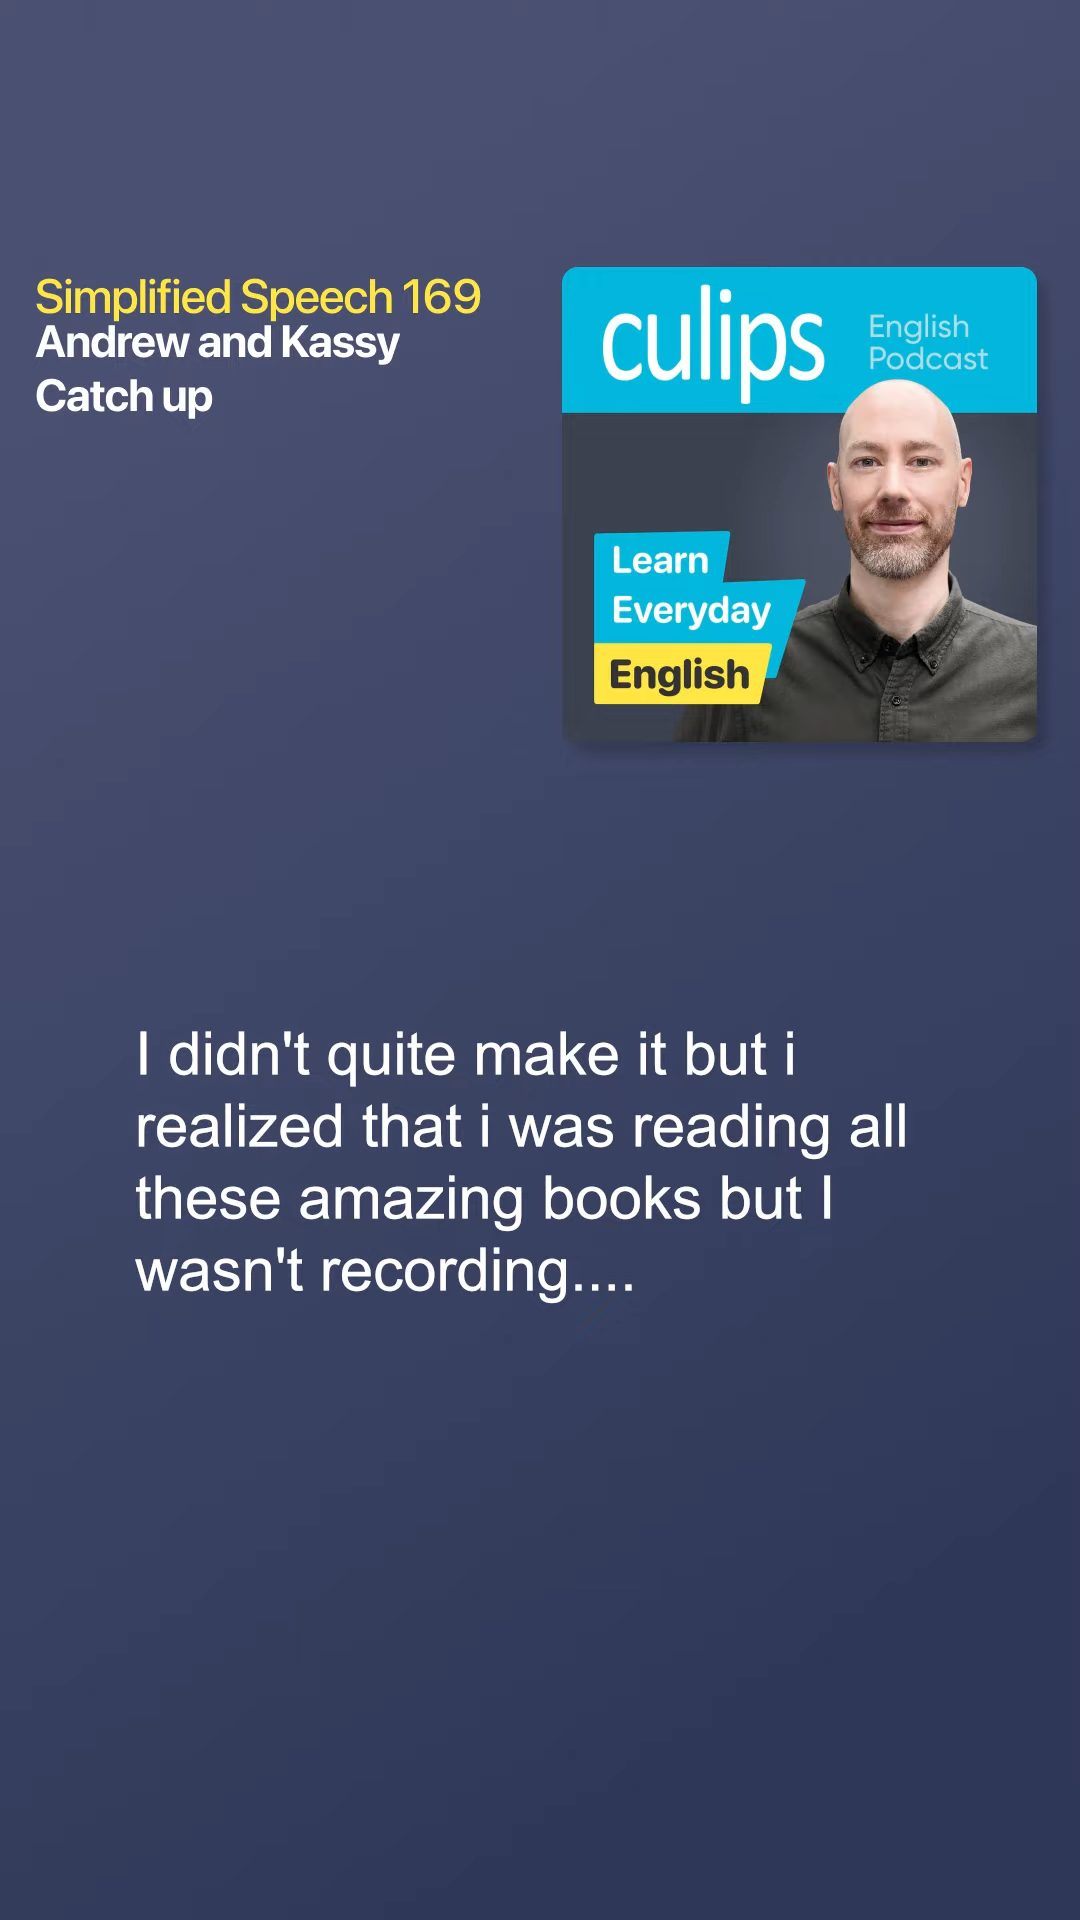 Simplified Speech 169
Andrew and Kassy
Catch up
culips
English
Podcast
Learn
Everyday
English
I didn't quite make it but i
realized that i was reading all
these amazing books but I
wasn't recording....